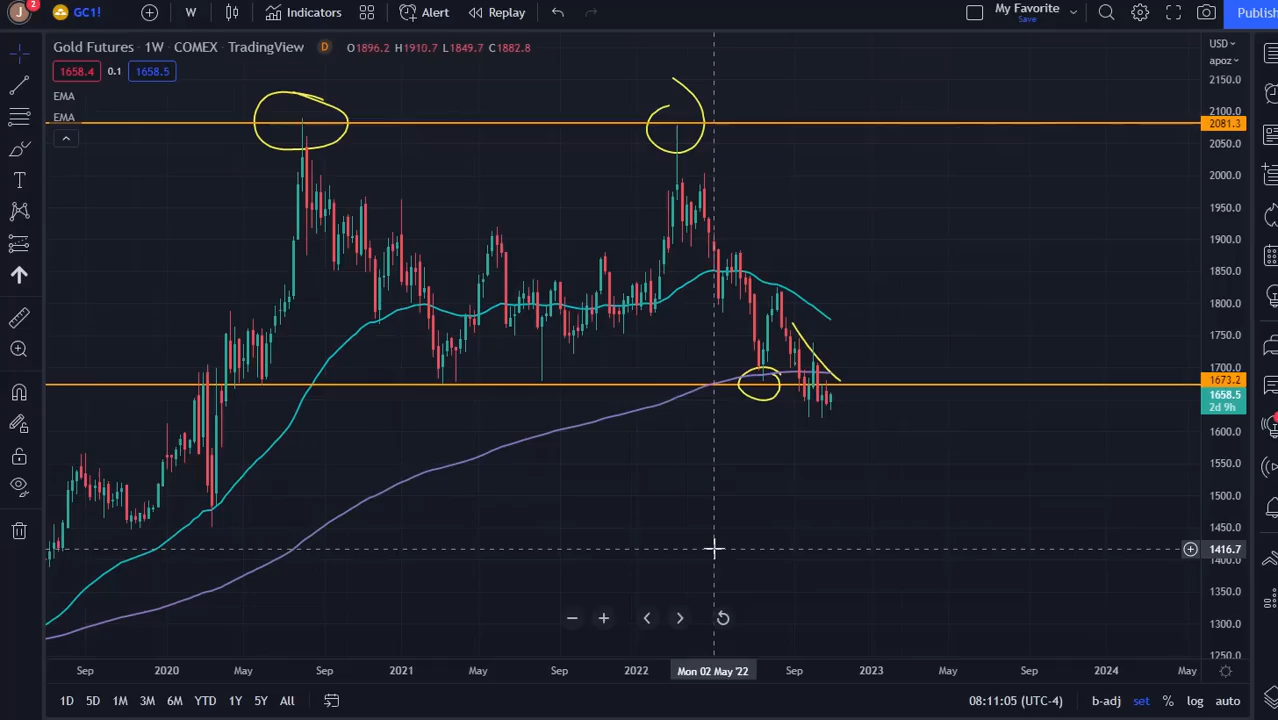 J 2 GC1! W Indicators Alert Replay My Favorite Save Publish
Gold Futures · 1W · COMEX · TradingView D O1896.2 H1910.7 L1849.7 C1882.8
1658.4 0.1 1658.5
EMA
EMA
USD
apoz
2150.0
2100.0
2081.3
2050.0
2000.0
1950.0
1900.0
1850.0
1800.0
1750.0
1700.0
1673.2
1658.5
2d 9h
1600.0
1550.0
1500.0
1450.0
1416.7
1400.0
1350.0
1300.0
1250.0
Sep 2020 May Sep 2021 May Sep 2022 Mon 02 May '22 Sep 2023 May Sep 2024 May
1D 5D 1M 3M 6M YTD 1Y 5Y All 08:11:05 (UTC-4) b-adj set % log auto